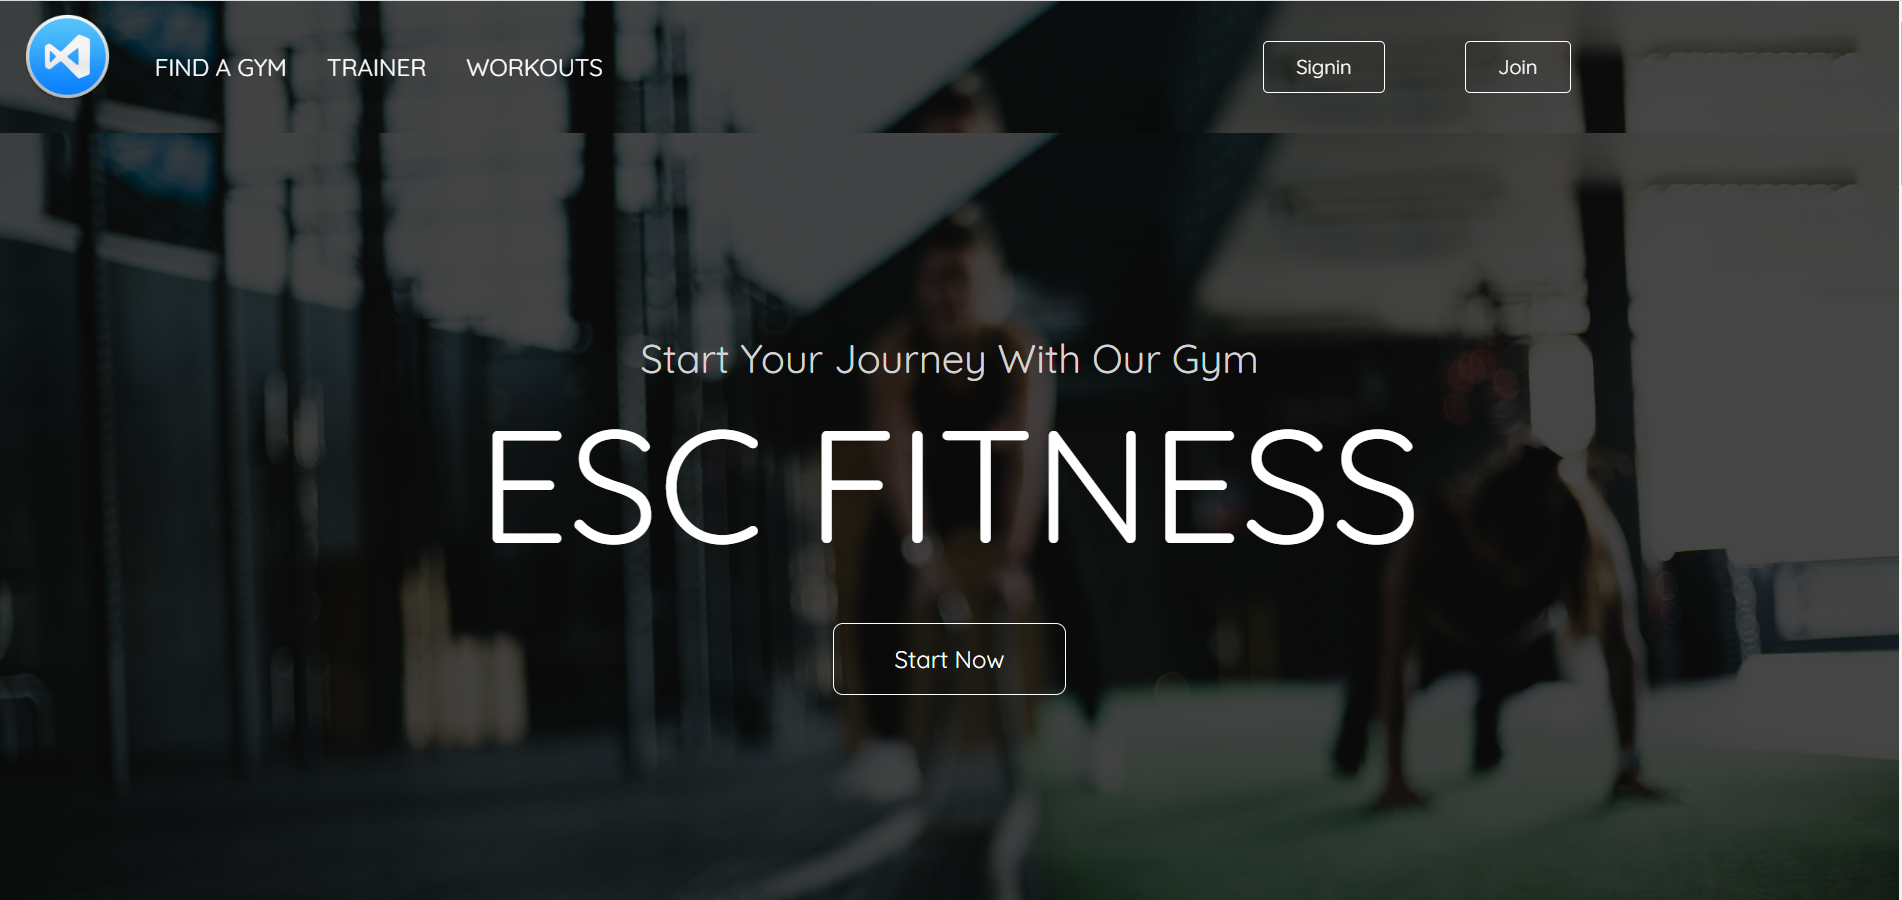 FIND A GYM TRAINER WORKOUTS Signin Join
Start Your Journey With Our Gym
ESC FITNESS
Start Now